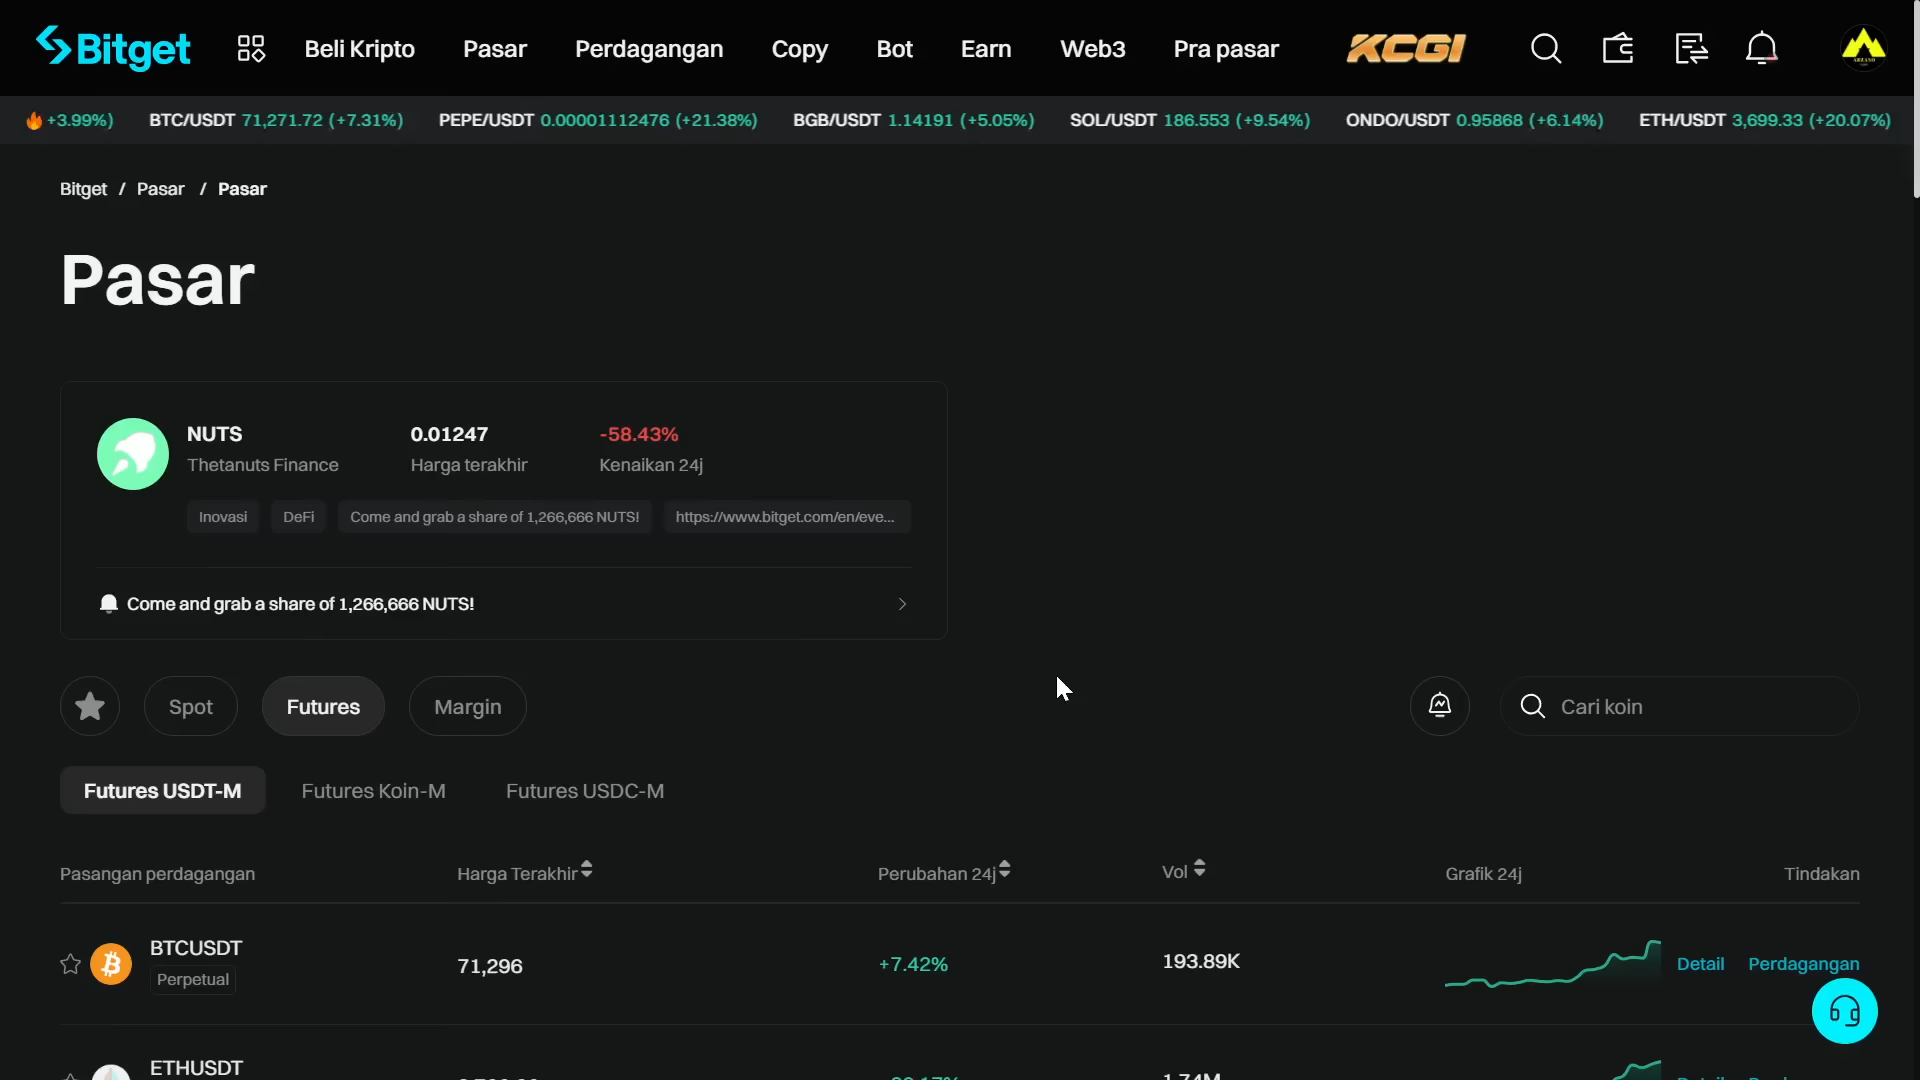 Bitget Beli Kripto Pasar Perdagangan Copy Bot Earn Web3 Pra pasar KCGI
+3.99%) BTC/USDT 71,271.72 (+7.31%) PEPE/USDT 0.00001112476 (+21.38%) BGB/USDT 1.14191 (+5.05%) SOL/USDT 186.553 (+9.54%) ONDO/USDT 0.95868 (+6.14%) ETH/USDT 3,699.33 (+20.07%)
Bitget / Pasar / Pasar
Pasar
NUTS 0.01247 -58.43%
Thetanuts Finance Harga terakhir Kenaikan 24j
Inovasi DeFi Come and grab a share of 1,266,666 NUTS! https://www.bitget.com/en/eve...
Come and grab a share of 1,266,666 NUTS!
Spot Futures Margin Cari koin
Futures USDT-M Futures Koin-M Futures USDC-M
Pasangan perdagangan Harga Terakhir Perubahan 24j Vol Grafik 24j Tindakan
BTCUSDT 71,296 +7.42% 193.89K Detail Perdagangan
Perpetual
ETHUSDT